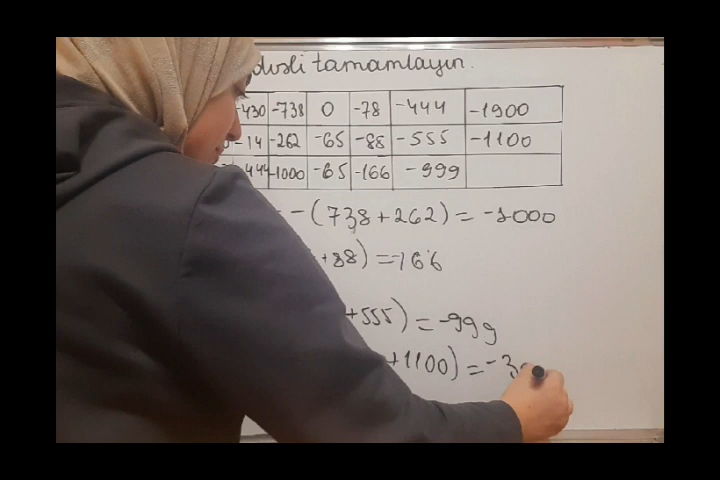 tamamlayın.
-430 -738 0 -78 -444 -1900
-14 -262 -65 -88 -555 -1100
-444 -1000 -65 -166 -999
-(738+262) = -1000
+88) = -166
+555) = -999
+1100) = -3